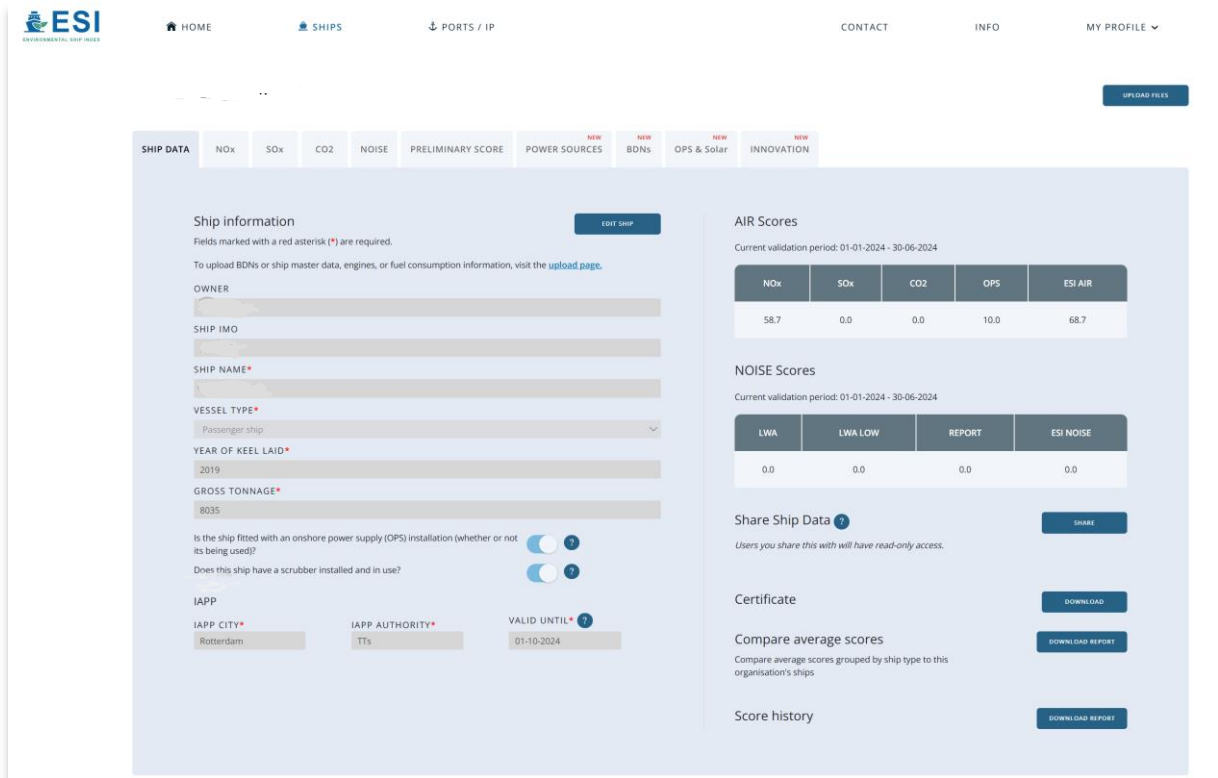 ESI
ENVIRONMENTAL SHIP INDEX
HOME
SHIPS
PORTS / IP
CONTACT
INFO
MY PROFILE
UPLOAD FILES
SHIP DATA
NOx
SOx
CO2
NOISE
PRELIMINARY SCORE
NEW
POWER SOURCES
NEW
BDNs
NEW
OPS & Solar
NEW
INNOVATION
Ship information
EDIT SHIP
Fields marked with a red asterisk (*) are required.
To upload BDNs or ship master data, engines, or fuel consumption information, visit the upload page.
OWNER
SHIP IMO
SHIP NAME*
VESSEL TYPE*
Passenger ship
YEAR OF KEEL LAID*
2019
GROSS TONNAGE*
8035
Is the ship fitted with an onshore power supply (OPS) installation (whether or not
its being used)?
?
Does this ship have a scrubber installed and in use?
?
IAPP
IAPP CITY*
IAPP AUTHORITY*
VALID UNTIL* ?
Rotterdam
TTs
01-10-2024
AIR Scores
Current validation period: 01-01-2024 - 30-06-2024
NOx SOx CO2 OPS ESI AIR
58.7 0.0 0.0 10.0 68.7
NOISE Scores
Current validation period: 01-01-2024 - 30-06-2024
LWA LWA LOW REPORT ESI NOISE
0.0 0.0 0.0 0.0
Share Ship Data ?
SHARE
Users you share this with will have read-only access.
Certificate
DOWNLOAD
Compare average scores
DOWNLOAD REPORT
Compare average scores grouped by ship type to this
organisation's ships
Score history
DOWNLOAD REPORT